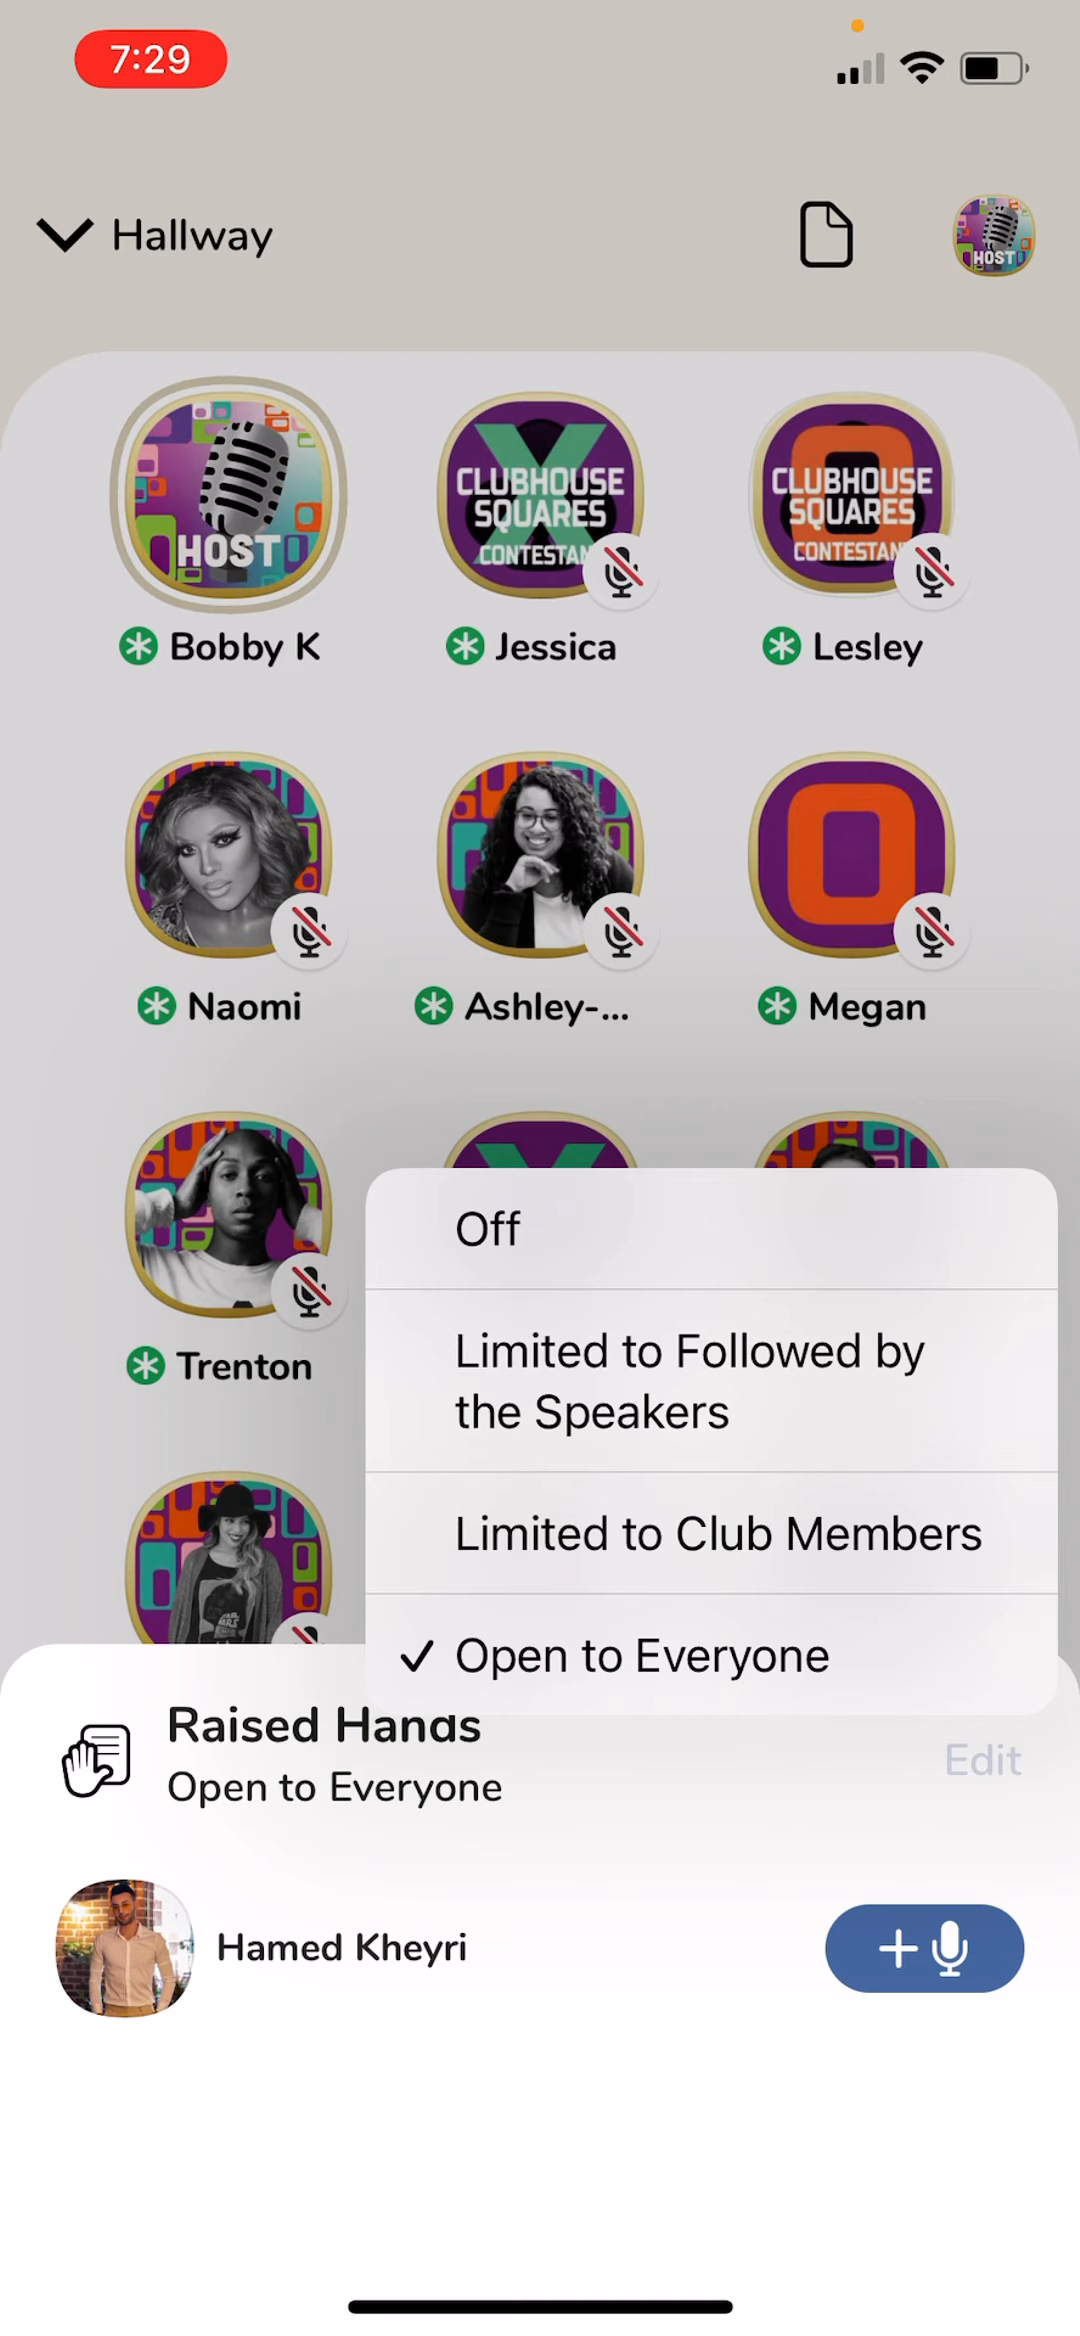 7:29
Hallway
HOST
HOST
CLUBHOUSE
SQUARES
CONTESTAN
CLUBHOUSE
SQUARES
CONTESTAN
Bobby K
Jessica
Lesley
Naomi
Ashley-...
Megan
Trenton
Off
Limited to Followed by
the Speakers
Limited to Club Members
Open to Everyone
Raised Hands
Open to Everyone
Edit
Hamed Kheyri